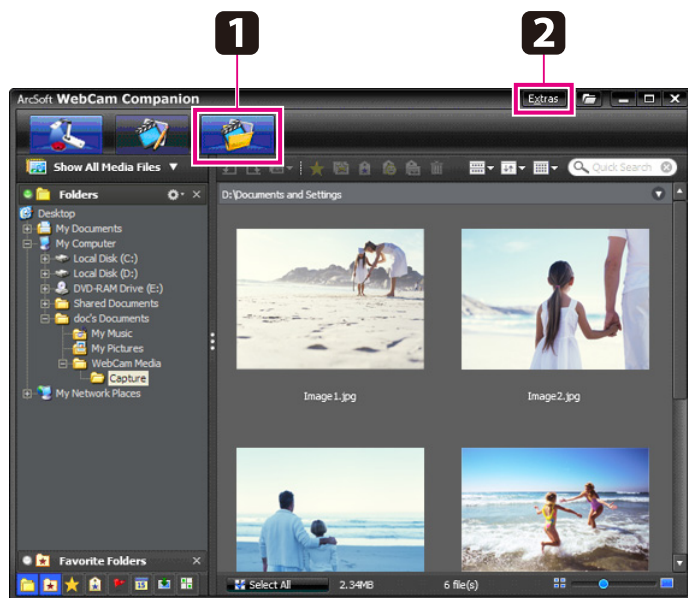 1
2
ArcSoft WebCam Companion
Extras
Show All Media Files
Quick Search
Folders
D:\Documents and Settings
Desktop
My Documents
My Computer
Local Disk (C:)
Local Disk (D:)
DVD-RAM Drive (E:)
Shared Documents
doc's Documents
My Music
My Pictures
WebCam Media
Capture
My Network Places
Image1.jpg
Image2.jpg
Favorite Folders
15
Select All
2.34MB
6 file(s)